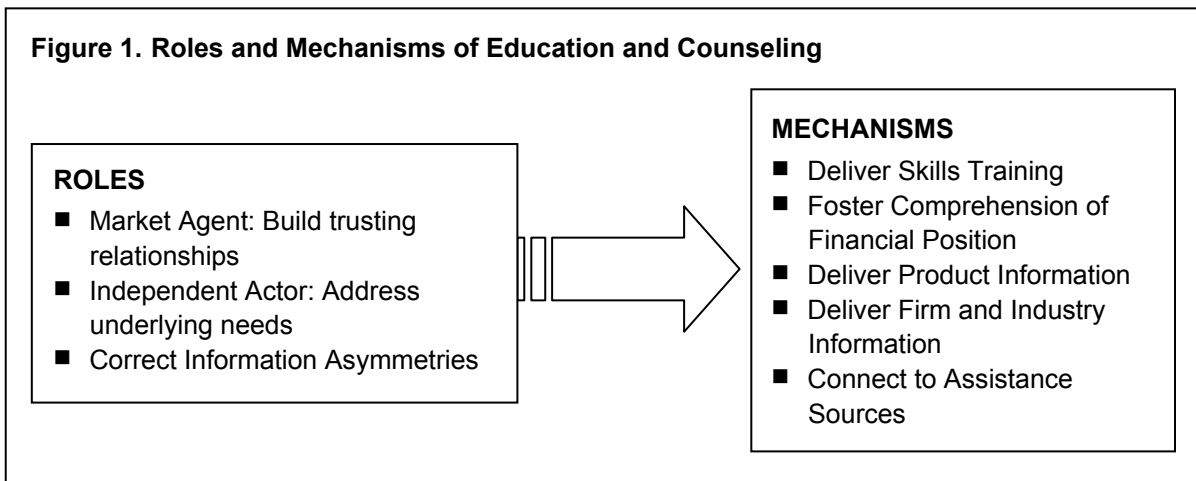 Figure 1. Roles and Mechanisms of Education and Counseling
ROLES
■ Market Agent: Build trusting
relationships
■ Independent Actor: Address
underlying needs
■ Correct Information Asymmetries
MECHANISMS
■ Deliver Skills Training
■ Foster Comprehension of
Financial Position
■ Deliver Product Information
■ Deliver Firm and Industry
Information
■ Connect to Assistance
Sources